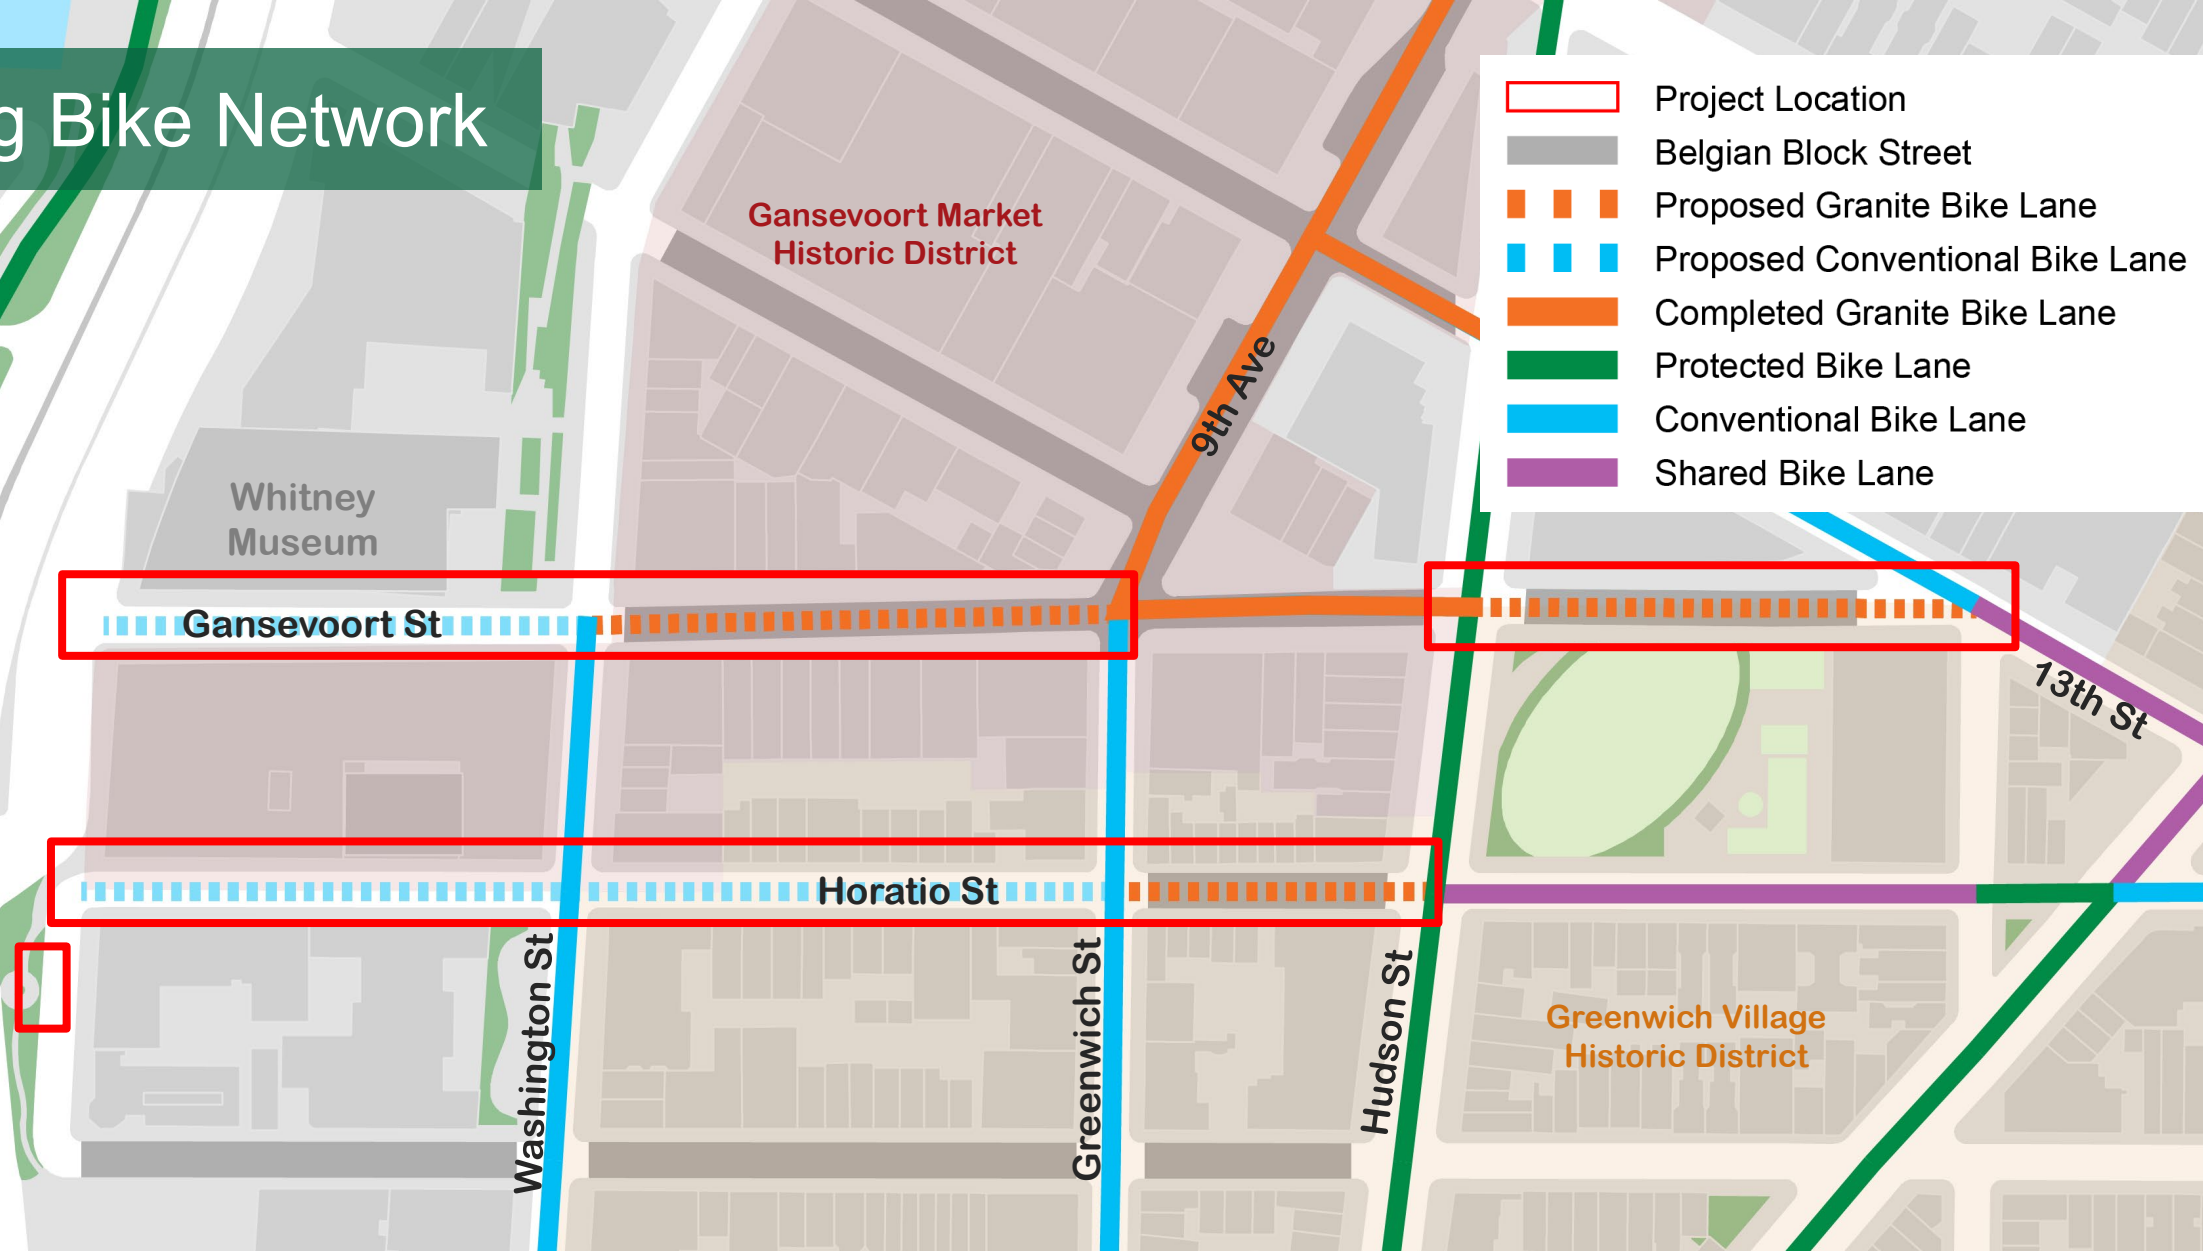 g Bike Network
Project Location
Belgian Block Street
Proposed Granite Bike Lane
Proposed Conventional Bike Lane
Completed Granite Bike Lane
Protected Bike Lane
Conventional Bike Lane
Shared Bike Lane
Gansevoort Market
Historic District
9th Ave
Whitney
Museum
Gansevoort St
13th St
Horatio St
Washington St
Greenwich St
Hudson St
Greenwich Village
Historic District